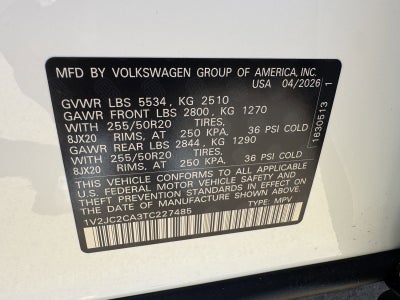 MFD BY VOLKSWAGEN GROUP OF AMERICA, INC.
USA 04/2026
GVWR LBS 5534 , KG 2510
GAWR FRONT LBS 2800 , KG 1270
WITH 255/50R20 TIRES,
8JX20 RIMS, AT 250 KPA, 36 PSI COLD
GAWR REAR LBS 2844 , KG 1290
WITH 255/50R20 TIRES,
8JX20 RIMS, AT 250 KPA, 36 PSI COLD
THIS VEHICLE CONFORMS TO ALL APPLICABLE
U.S. FEDERAL SAFETY, BUMPER AND THEFT
PREVENTION STANDARDS IN EFFECT ON THE
DATE OF MANUFACTURE SHOWN ABOVE.
1V2JC2CA3TC227485 TYPE: MPV
1630513 1